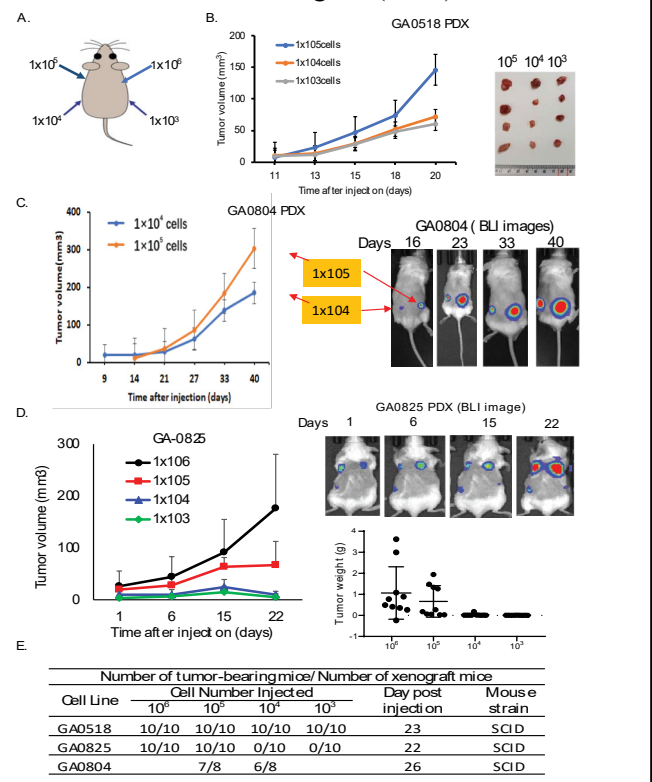 A.
1x10⁵
1x10⁶
1x10⁴
1x10³
B.
GA0518 PDX
Tumor volume (mm³)
200
150
100
50
0
1x105cells
1x104cells
1x103cells
11 13 15 18 20
Time after injection (days)
10⁵ 10⁴ 10³
C.
GA0804 PDX
Tumor volume(mm3)
400
300
200
100
0
1×10⁴ cells
1×10⁵ cells
9 14 21 27 33 40
Time after injection (days)
1x105
1x104
GA0804 ( BLI images)
Days 16 23 33 40
D.
GA-0825
Tumor volume (mm3)
300
200
100
0
1x106
1x105
1x104
1x103
1 6 15 22
Time after injection (days)
GA0825 PDX (BLI image)
Days 1 6 15 22
Tumor weight (g)
4
3
2
1
0
-1
10⁶ 10⁵ 10⁴ 10³
E.
Number of tumor-bearing mice/ Number of xenograft mice
Cell Line Cell Number Injected Day post injection Mouse strain
10⁶ 10⁵ 10⁴ 10³
GA0518 10/10 10/10 10/10 10/10 23 SCID
GA0825 10/10 10/10 0/10 0/10 22 SCID
GA0804 7/8 6/8 26 SCID